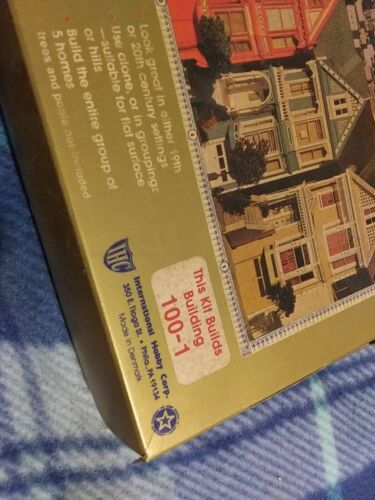 • Look great in either 19th
or 20th century settings
• Use alone, or in groupings
—suitable for flat surface
or hills
• Build the entire group of
5 homes
trees and people not included
IHC
International Hobby Corp.
350 E. Tioga St. • Phila., PA 19134
Made in Denmark
This Kit Builds
Building
100-1